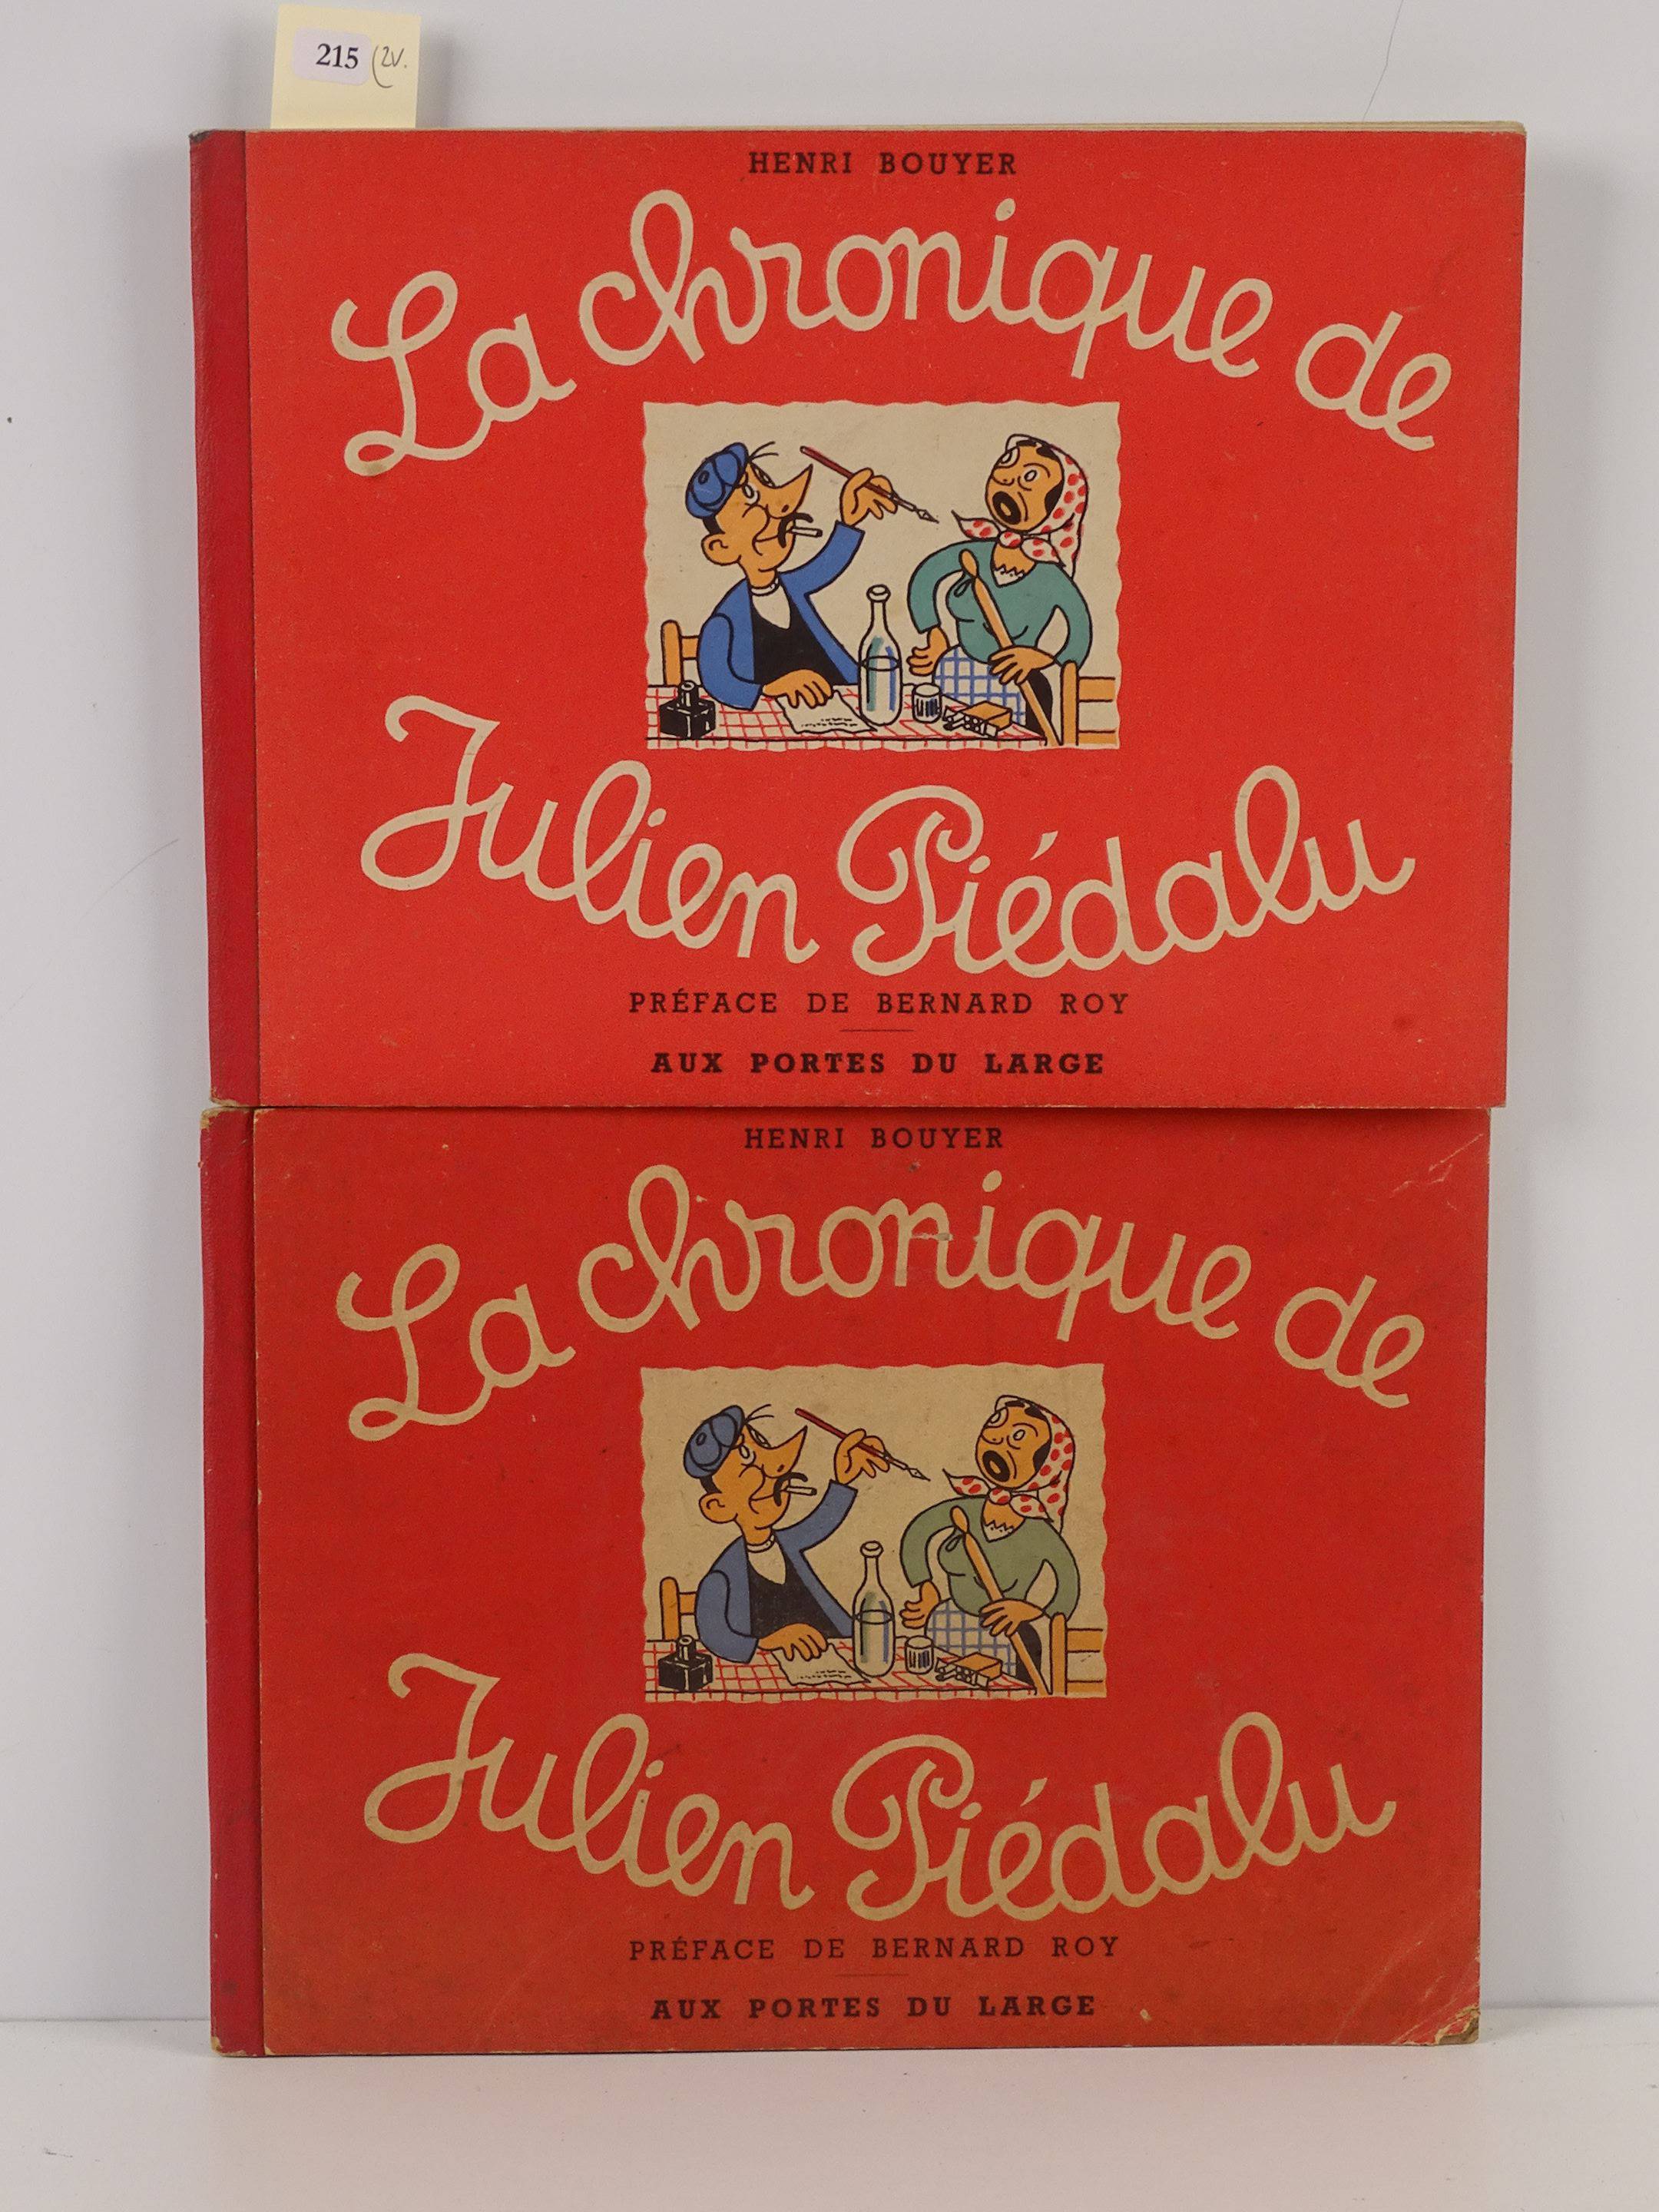 215 (2V.
HENRI BOUYER
La chronique de
Julien Piédalu
PRÉFACE DE BERNARD ROY
AUX PORTES DU LARGE
HENRI BOUYER
La chronique de
Julien Piédalu
PRÉFACE DE BERNARD ROY
AUX PORTES DU LARGE